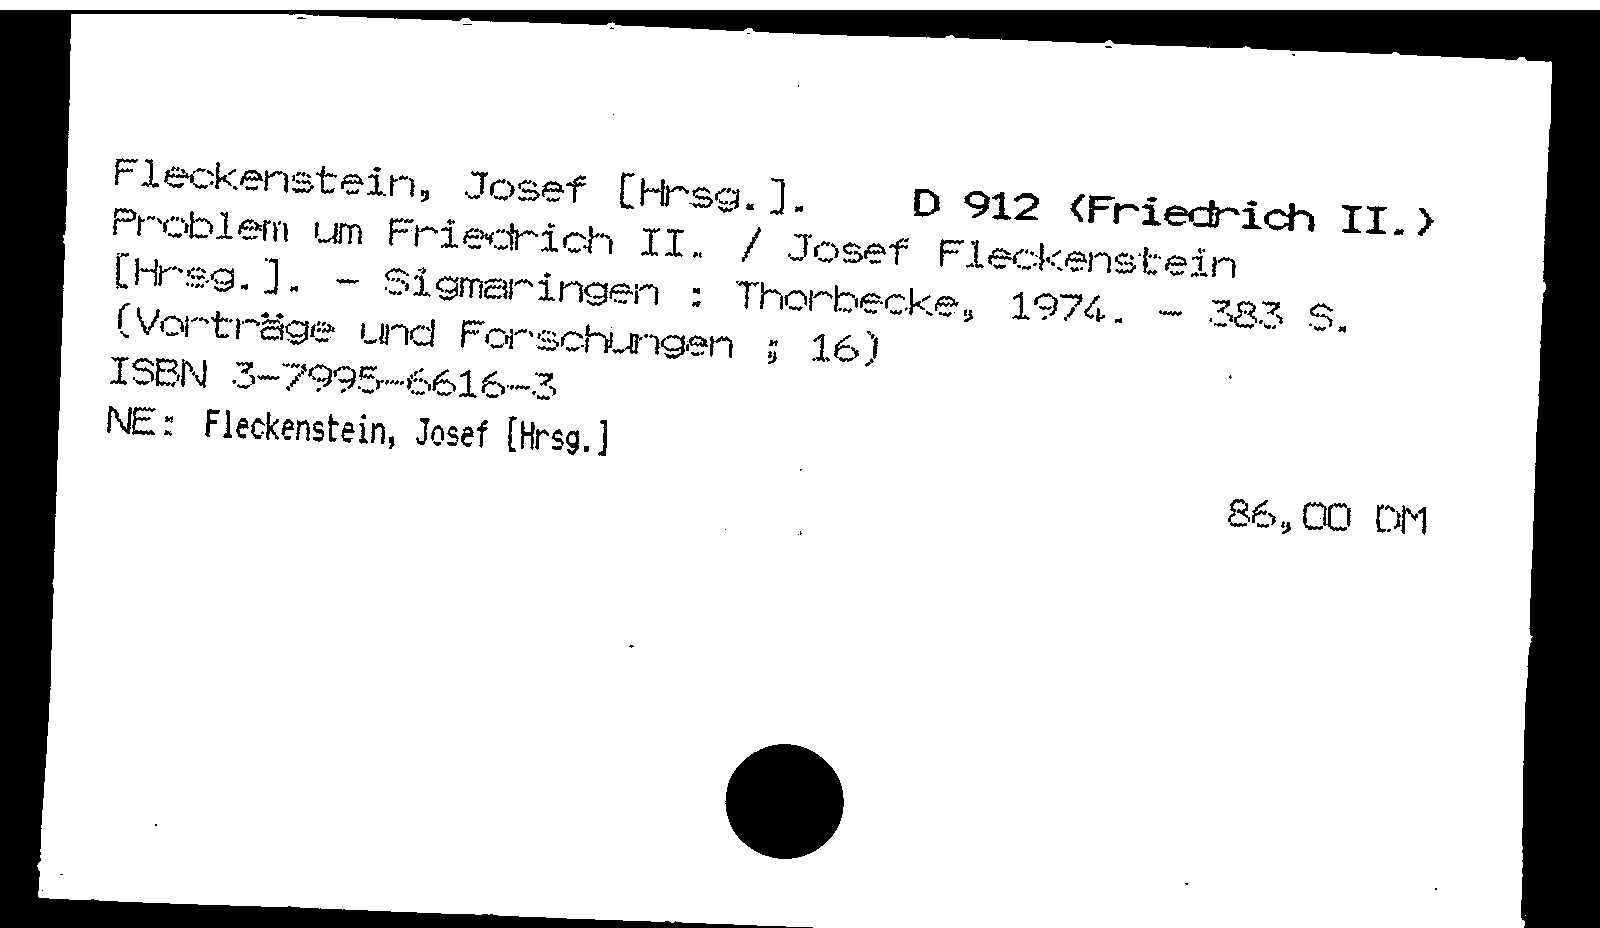 Fleckenstein, Josef [Hrsg.]. D 912 (Friedrich II.)
Problem um Friedrich II. / Josef Fleckenstein
[Hrsg.]. - Sigmaringen : Thorbecke, 1974. - 383 S.
(Vorträge und Forschungen ; 16)
ISBN 3-7995-6616-3
NE: Fleckenstein, Josef [Hrsg.]
86,00 DM